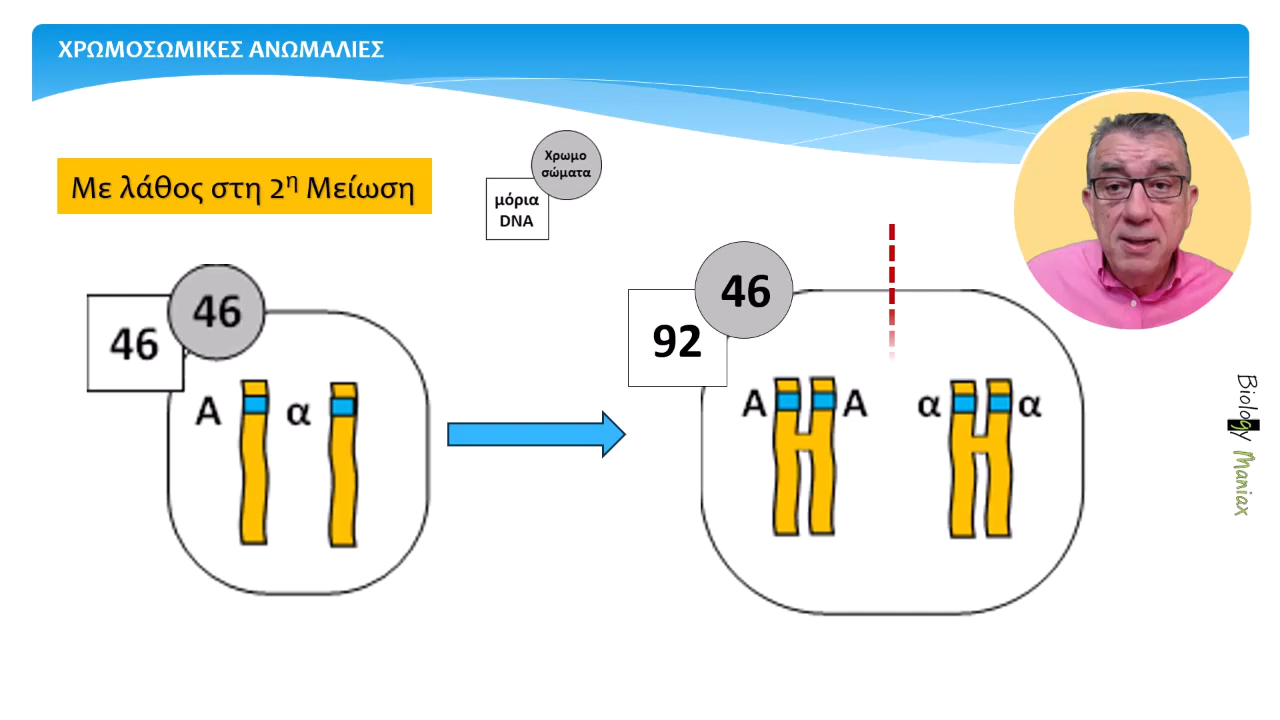 ΧΡΩΜΟΣΩΜΙΚΕΣ ΑΝΩΜΑΛΙΕΣ
Με λάθος στη 2η Μείωση
Χρωμο
σώματα
μόρια
DNA
46
46
Α
α
46
92
Α
Α
α
α
Biology Maniax